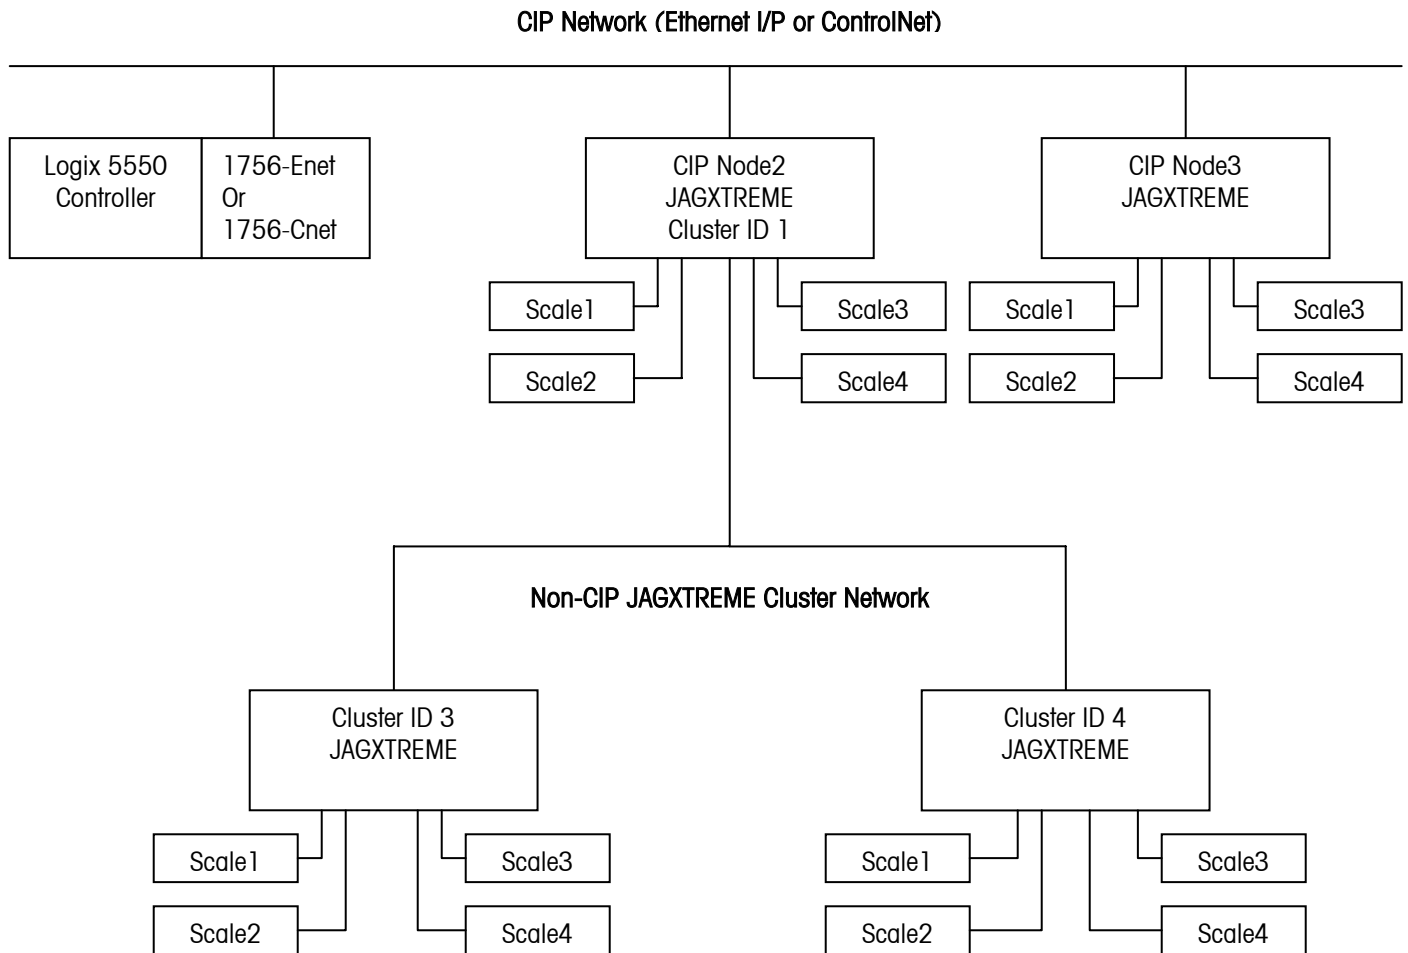 CIP Network (Ethernet I/P or ControlNet)
Logix 5550
Controller
1756-Enet
Or
1756-Cnet
CIP Node2
JAGXTREME
Cluster ID 1
CIP Node3
JAGXTREME
Scale1
Scale3
Scale1
Scale3
Scale2
Scale4
Scale2
Scale4
Non-CIP JAGXTREME Cluster Network
Cluster ID 3
JAGXTREME
Cluster ID 4
JAGXTREME
Scale1
Scale3
Scale1
Scale3
Scale2
Scale4
Scale2
Scale4